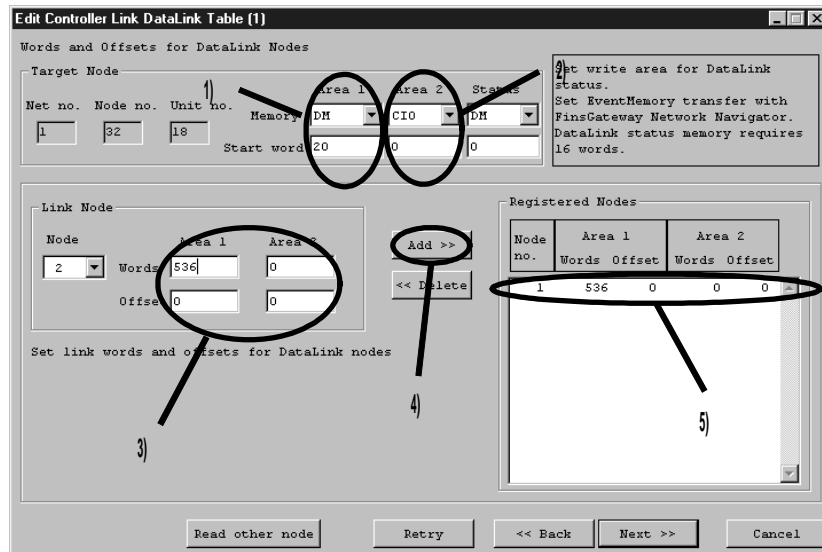 Edit Controller Link DataLink Table (1)
Words and Offsets for DataLink Nodes
Target Node
1)
2)
Area 1 Area 2 Status
Net no. Node no. Unit no.
Memory DM CIO DM
1 32 18
Start word 20 0 0
Set write area for DataLink
status.
Set EventMemory transfer with
FinsGateway Network Navigator.
DataLink status memory requires
16 words.
Link Node
Node Area 1 Area 2
2 Words 536 0
Offse 0 0
Set link words and offsets for DataLink nodes
3)
Add >>
<< Delete
4)
Registered Nodes
Node Area 1 Area 2
no. Words Offset Words Offset
1 536 0 0 0
5)
Read other node Retry << Back Next >> Cancel